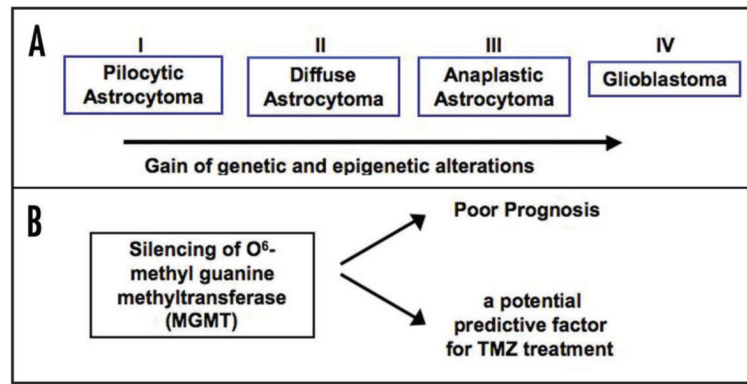 A
I II III IV
Pilocytic Astrocytoma
Diffuse Astrocytoma
Anaplastic Astrocytoma
Glioblastoma
Gain of genetic and epigenetic alterations
B
Silencing of O⁶-
methyl guanine
methyltransferase
(MGMT)
Poor Prognosis
a potential
predictive factor
for TMZ treatment